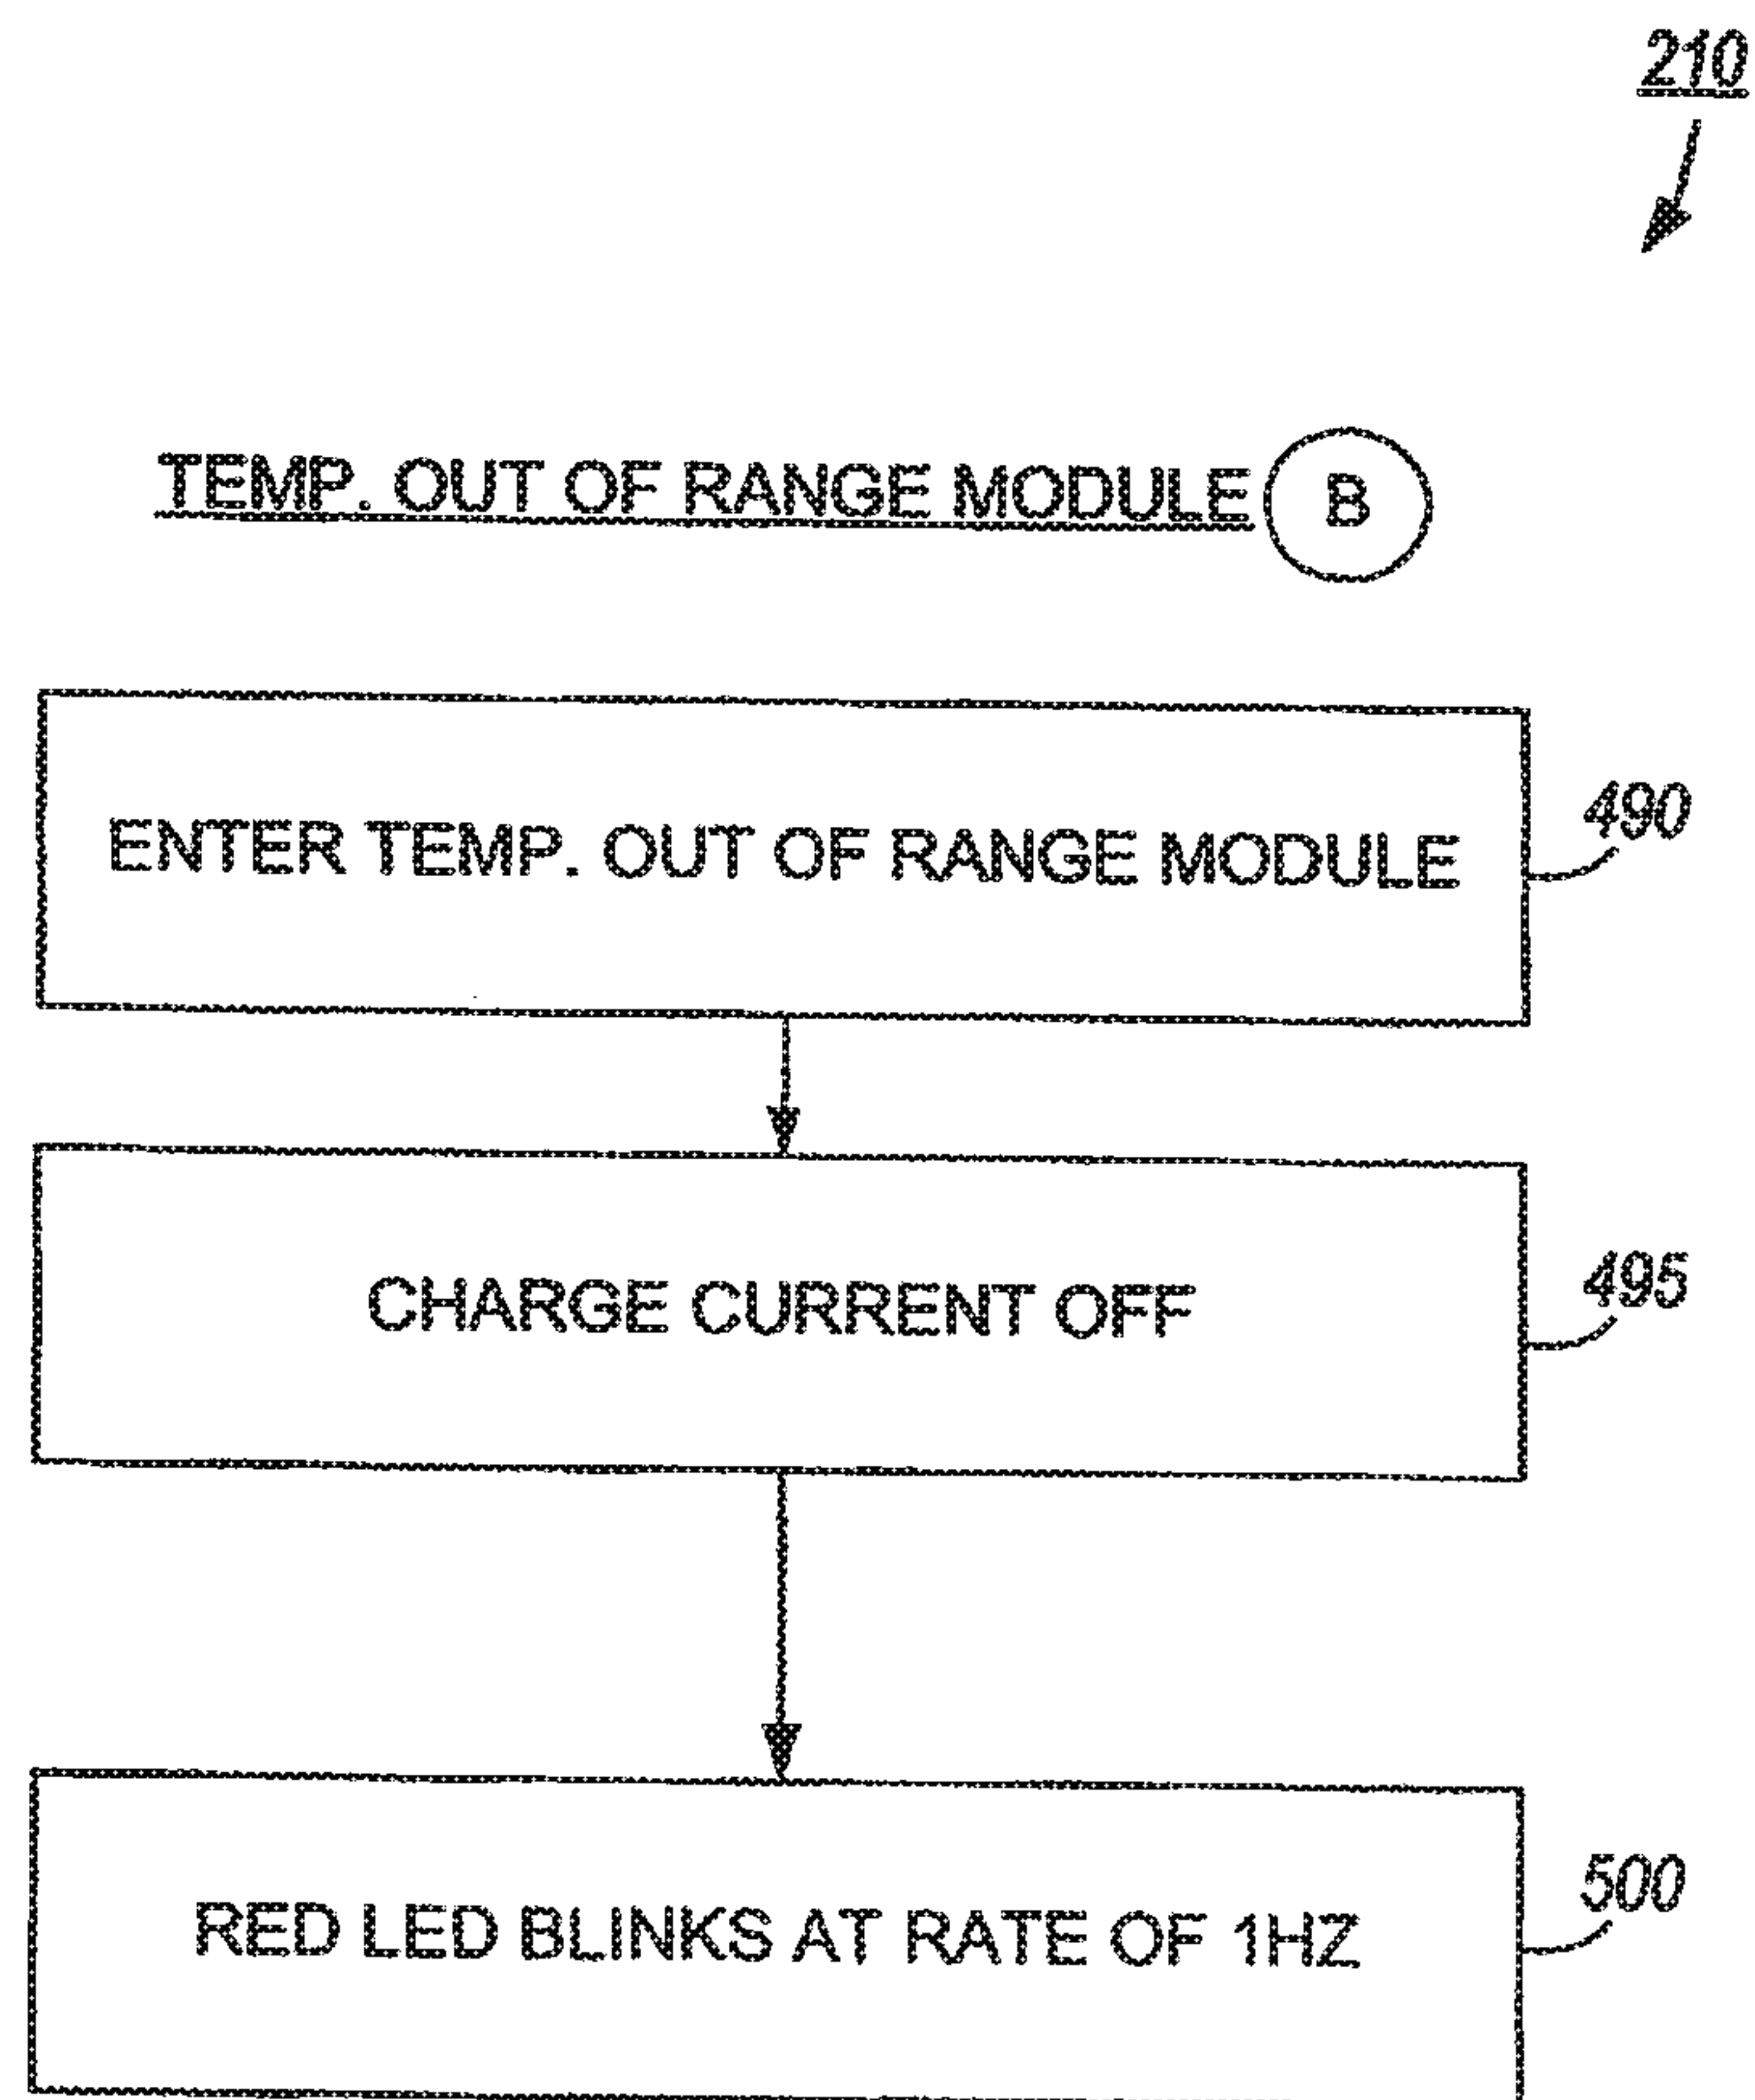 210
TEMP. OUT OF RANGE MODULE B
ENTER TEMP. OUT OF RANGE MODULE
490
CHARGE CURRENT OFF
495
RED LED BLINKS AT RATE OF 1HZ
500